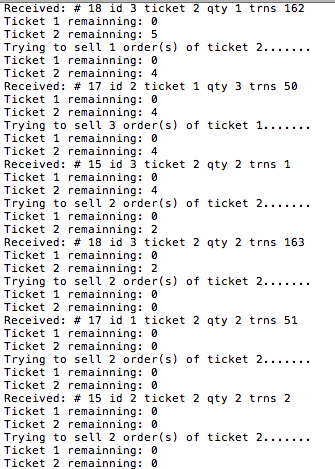 Received: # 18 id 3 ticket 2 qty 1 trns 162
Ticket 1 remainning: 0
Ticket 2 remainning: 5
Trying to sell 1 order(s) of ticket 2.......
Ticket 1 remainning: 0
Ticket 2 remainning: 4
Received: # 17 id 2 ticket 1 qty 3 trns 50
Ticket 1 remainning: 0
Ticket 2 remainning: 4
Trying to sell 3 order(s) of ticket 1.......
Ticket 1 remainning: 0
Ticket 2 remainning: 4
Received: # 15 id 3 ticket 2 qty 2 trns 1
Ticket 1 remainning: 0
Ticket 2 remainning: 4
Trying to sell 2 order(s) of ticket 2.......
Ticket 1 remainning: 0
Ticket 2 remainning: 2
Received: # 18 id 3 ticket 2 qty 2 trns 163
Ticket 1 remainning: 0
Ticket 2 remainning: 2
Trying to sell 2 order(s) of ticket 2.......
Ticket 1 remainning: 0
Ticket 2 remainning: 0
Received: # 17 id 1 ticket 2 qty 2 trns 51
Ticket 1 remainning: 0
Ticket 2 remainning: 0
Trying to sell 2 order(s) of ticket 2.......
Ticket 1 remainning: 0
Ticket 2 remainning: 0
Received: # 15 id 2 ticket 2 qty 2 trns 2
Ticket 1 remainning: 0
Ticket 2 remainning: 0
Trying to sell 2 order(s) of ticket 2.......
Ticket 1 remainning: 0
Ticket 2 remainning: 0